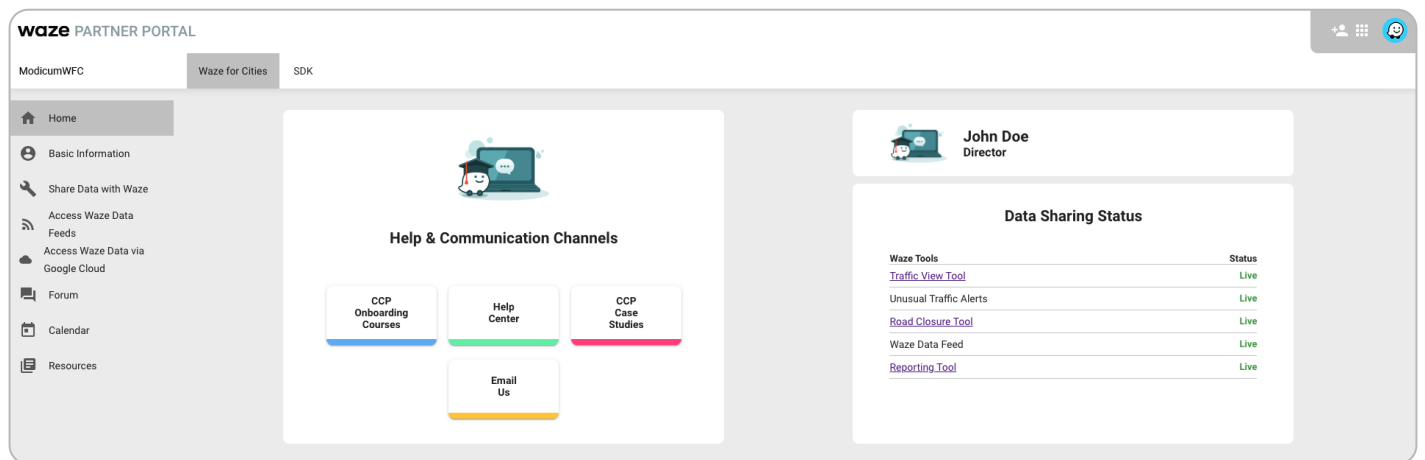 waze PARTNER PORTAL
ModicumWFC
Waze for Cities
SDK
Home
Basic Information
Share Data with Waze
Access Waze Data
Feeds
Access Waze Data via
Google Cloud
Forum
Calendar
Resources
Help & Communication Channels
CCP
Onboarding
Courses
Help
Center
CCP
Case
Studies
Email
Us
John Doe
Director
Data Sharing Status
Waze Tools Status
Traffic View Tool Live
Unusual Traffic Alerts Live
Road Closure Tool Live
Waze Data Feed Live
Reporting Tool Live